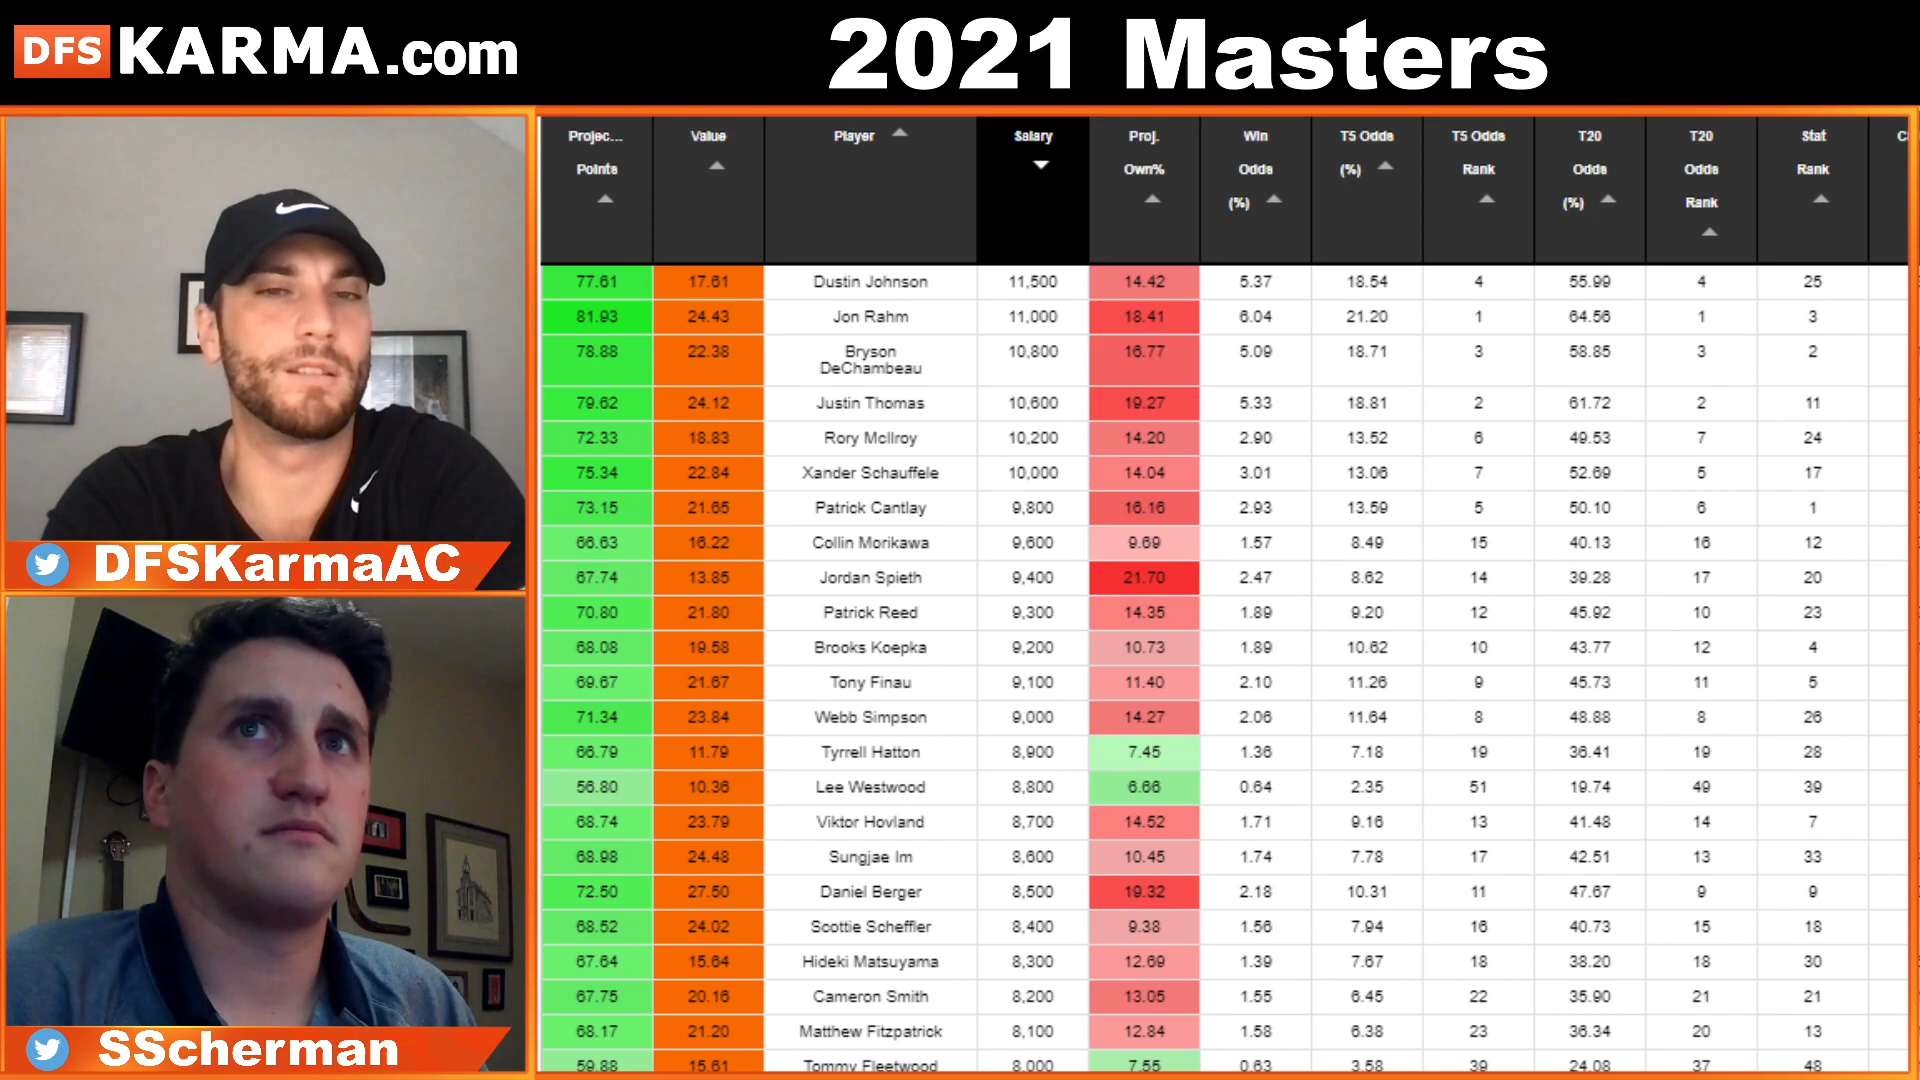 DFS KARMA.com
2021 Masters
Projec... Points Value Player Salary Proj. Own% Win Odds (%) T5 Odds (%) T5 Odds Rank T20 Odds (%) T20 Odds Rank Stat Rank C
77.61 17.61 Dustin Johnson 11,500 14.42 5.37 18.54 4 55.99 4 25
81.93 24.43 Jon Rahm 11,000 18.41 6.04 21.20 1 64.56 1 3
78.88 22.38 Bryson DeChambeau 10,800 16.77 5.09 18.71 3 58.85 3 2
79.62 24.12 Justin Thomas 10,600 19.27 5.33 18.81 2 61.72 2 11
72.33 18.83 Rory McIlroy 10,200 14.20 2.90 13.52 6 49.53 7 24
75.34 22.84 Xander Schauffele 10,000 14.04 3.01 13.06 7 52.69 5 17
73.15 21.65 Patrick Cantlay 9,800 16.16 2.93 13.59 5 50.10 6 1
66.63 16.22 Collin Morikawa 9,600 9.69 1.57 8.49 15 40.13 16 12
67.74 13.85 Jordan Spieth 9,400 21.70 2.47 8.62 14 39.28 17 20
70.80 21.80 Patrick Reed 9,300 14.35 1.89 9.20 12 45.92 10 23
68.08 19.58 Brooks Koepka 9,200 10.73 1.89 10.62 10 43.77 12 4
69.67 21.67 Tony Finau 9,100 11.40 2.10 11.26 9 45.73 11 5
71.34 23.84 Webb Simpson 9,000 14.27 2.06 11.64 8 48.88 8 26
66.79 11.79 Tyrrell Hatton 8,900 7.45 1.36 7.18 19 36.41 19 28
56.80 10.36 Lee Westwood 8,800 6.66 0.64 2.35 51 19.74 49 39
68.74 23.79 Viktor Hovland 8,700 14.52 1.71 9.16 13 41.48 14 7
68.98 24.48 Sungjae Im 8,600 10.45 1.74 7.78 17 42.51 13 33
72.50 27.50 Daniel Berger 8,500 19.32 2.18 10.31 11 47.67 9 9
68.52 24.02 Scottie Scheffler 8,400 9.38 1.56 7.94 16 40.73 15 18
67.64 15.64 Hideki Matsuyama 8,300 12.69 1.39 7.67 18 38.20 18 30
67.75 20.16 Cameron Smith 8,200 13.05 1.55 6.45 22 35.90 21 21
68.17 21.20 Matthew Fitzpatrick 8,100 12.84 1.58 6.38 23 36.34 20 13
59.88 15.61 Tommy Fleetwood 8,000 7.55 0.63 3.58 39 24.08 37 48
DFSKarmaAC
SScherman